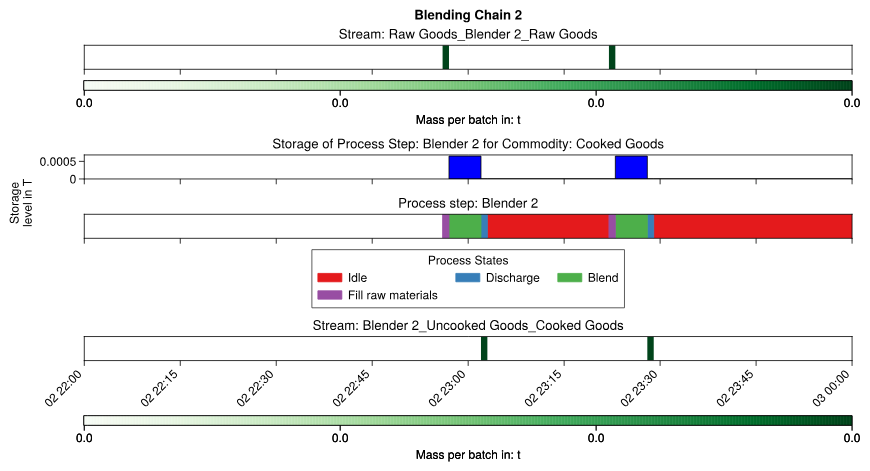 Blending Chain 2
Stream: Raw Goods_Blender 2_Raw Goods
0.0 0.0 0.0 0.0
Mass per batch in: t
Storage of Process Step: Blender 2 for Commodity: Cooked Goods
0.0005
0
Storage
level in T
Process step: Blender 2
Process States
Idle Discharge Blend
Fill raw materials
Stream: Blender 2_Uncooked Goods_Cooked Goods
02 22:00 02 22:15 02 22:30 02 22:45 02 23:00 02 23:15 02 23:30 02 23:45 03 00:00
0.0 0.0 0.0 0.0
Mass per batch in: t